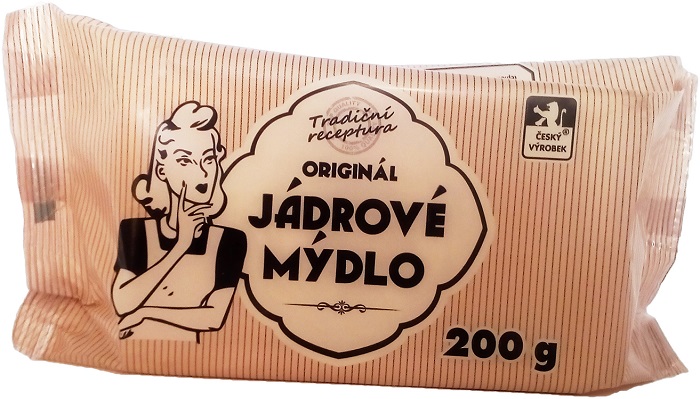 Tradiční
receptura
ORIGINÁL
JÁDROVÉ
MÝDLO
200 g
ČESKÝ®
VÝROBEK